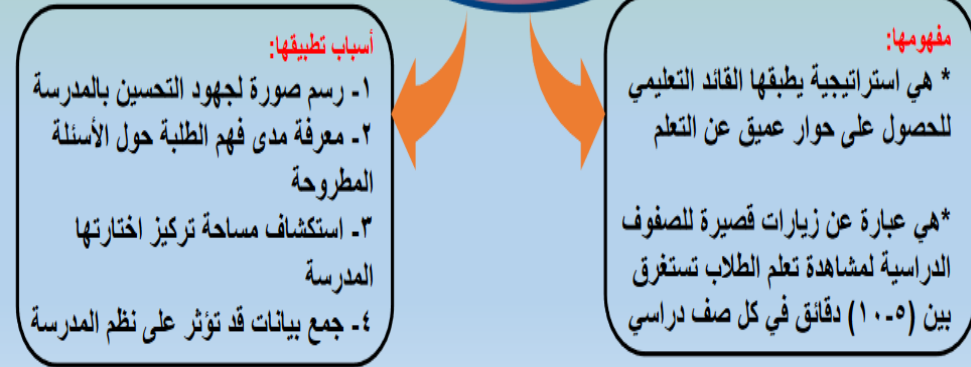 مفهومها:
* هي استراتيجية يطبقها القائد التعليمي
للحصول على حوار عميق عن التعلم
*هي عبارة عن زيارات قصيرة للصفوف
الدراسية لمشاهدة تعلم الطلاب تستغرق
بين (٥-١٠) دقائق في كل صف دراسي
أسباب تطبيقها:
١- رسم صورة لجهود التحسين بالمدرسة
٢- معرفة مدى فهم الطلبة حول الأسئلة
المطروحة
٣- استكشاف مساحة تركيز اختارتها
المدرسة
٤- جمع بيانات قد تؤثر على نظم المدرسة